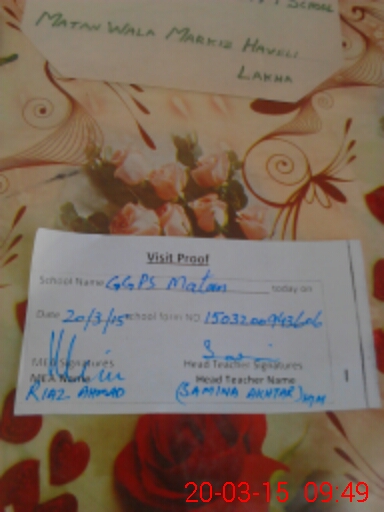 SCHOOL
MATAN WALA MARKIZ HAVELI
LAKHA
Visit Proof
School Name GGPS Matan today on
Date 20/3/15 school form NO
MEA Signatures Head Teacher Signatures
MEA Name Head Teacher Name
RIAZ AHMAD (SAMINA AKHTAR)
20-03-15 09:49